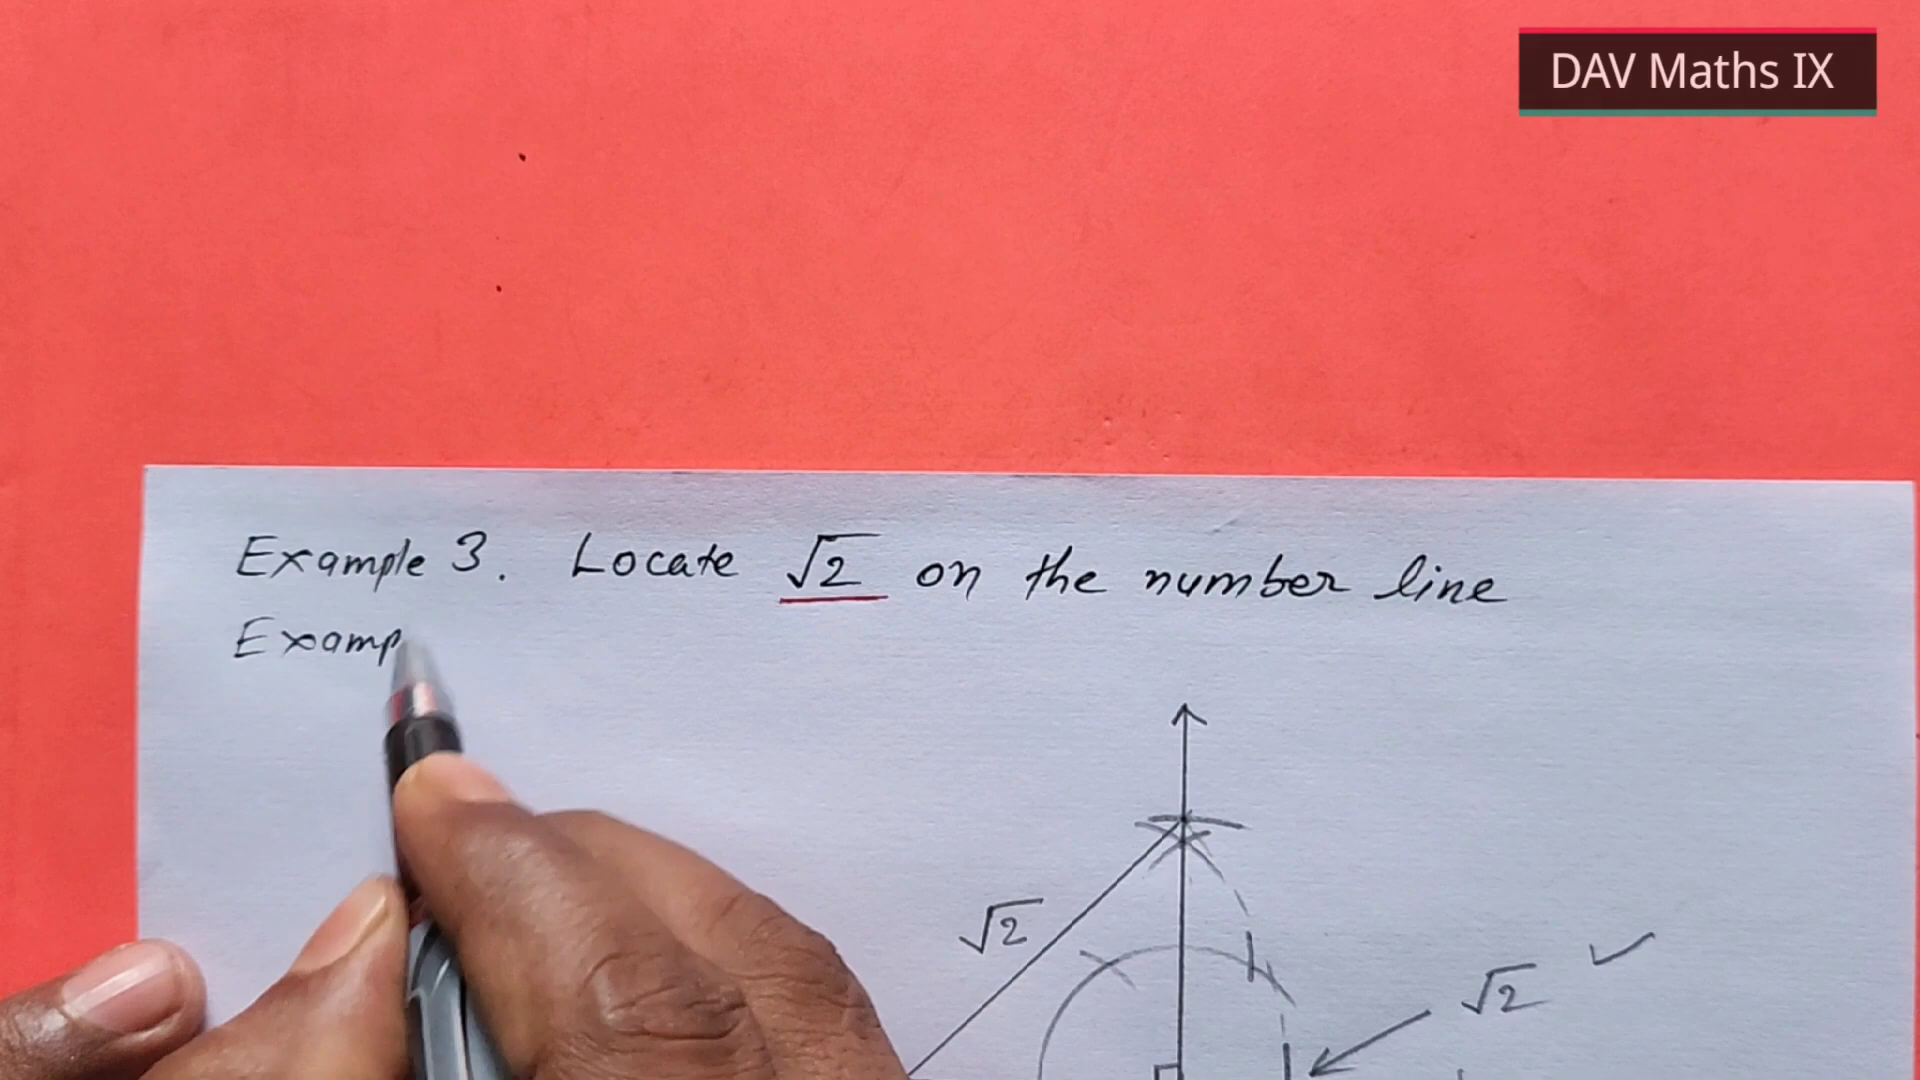 DAV Maths IX
Example 3. Locate √2 on the number line
Examp
√2
√2